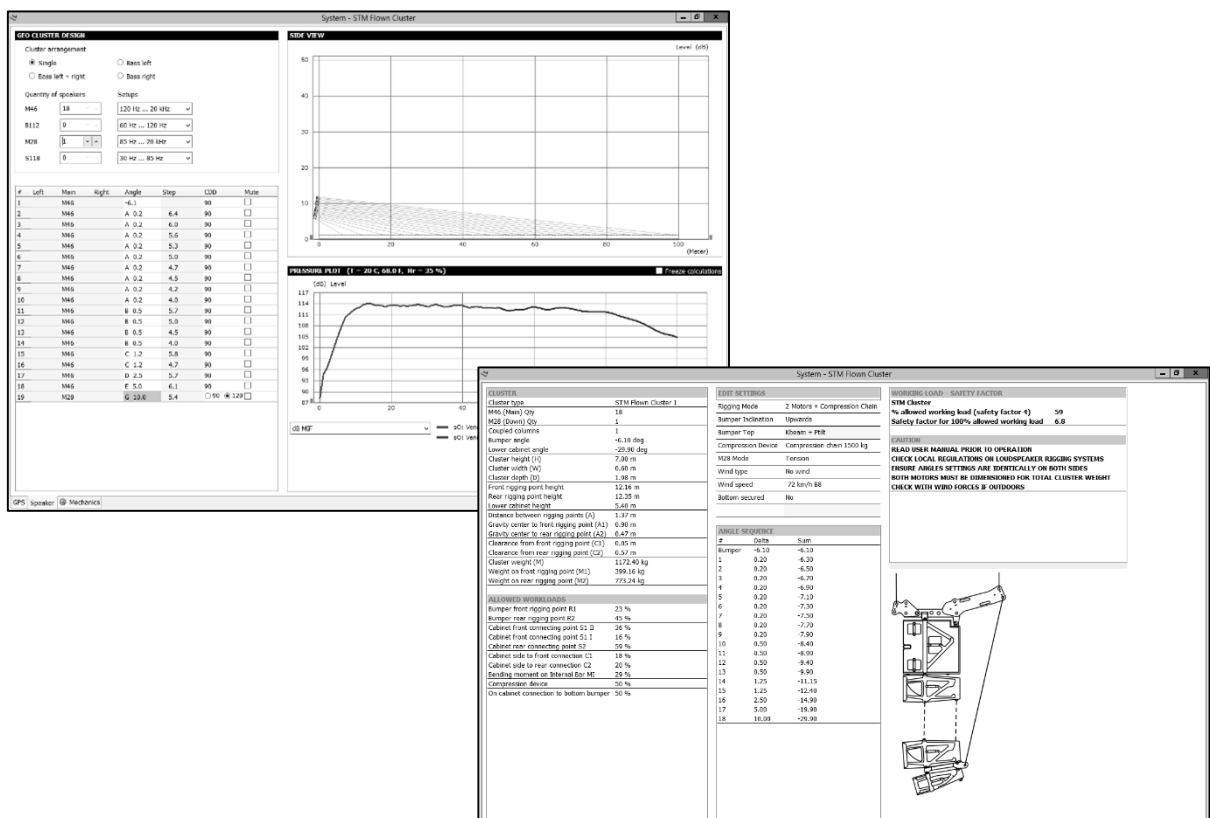 System - STM Flown Cluster
GEO CLUSTER DESIGN
Cluster arrangement
Single
Bass left
Bass left + right
Bass right
Quantity of speakers
Setups
M46 18 120 Hz ... 20 kHz
B112 0 60 Hz ... 120 Hz
M28 1 85 Hz ... 20 kHz
S118 0 30 Hz ... 85 Hz
# Left Main Right Angle Step COD Mute
1 M46 -6.1 90
2 M46 A 0.2 6.4 90
3 M46 A 0.2 6.0 90
4 M46 A 0.2 5.6 90
5 M46 A 0.2 5.3 90
6 M46 A 0.2 5.0 90
7 M46 A 0.2 4.7 90
8 M46 A 0.2 4.5 90
9 M46 A 0.2 4.2 90
10 M46 A 0.2 4.0 90
11 M46 B 0.5 5.7 90
12 M46 B 0.5 5.0 90
13 M46 B 0.5 4.5 90
14 M46 B 0.5 4.0 90
15 M46 C 1.2 5.8 90
16 M46 C 1.2 4.7 90
17 M46 D 2.5 5.7 90
18 M46 E 5.0 6.1 90
19 M28 G 10.0 5.4 90 120
GPS Speaker Mechanics
SIDE VIEW
Level (dB)
50
40
30
20
10
0
0 20 40 60 80 100
(Meter)
PRESSURE PLOT (T = 20 C, 68.0 F, Hr = 35 %)
Freeze calculations
(dB) Level
117
114
111
108
105
102
99
96
93
90
87
dB MIF
System - STM Flown Cluster
CLUSTER
Cluster type STM Flown Cluster 1
M46 (Main) Qty 18
M28 (Down) Qty 1
Coupled columns 1
Bumper angle -6.10 deg
Lower cabinet angle -29.90 deg
Cluster height (H) 7.00 m
Cluster width (W) 0.60 m
Cluster depth (D) 1.98 m
Front rigging point height 12.16 m
Rear rigging point height 12.35 m
Lower cabinet height 5.40 m
Distance between rigging points (A) 1.37 m
Gravity center to front rigging point (A1) 0.90 m
Gravity center to rear rigging point (A2) 0.47 m
Clearance from front rigging point (C1) 0.05 m
Clearance from rear rigging point (C2) 0.57 m
Cluster weight (M) 1172.40 kg
Weight on front rigging point (M1) 399.16 kg
Weight on rear rigging point (M2) 773.24 kg
ALLOWED WORKLOADS
Bumper front rigging point R1 23 %
Bumper rear rigging point R2 45 %
Cabinet front connecting point S1 II 36 %
Cabinet front connecting point S1 I 16 %
Cabinet rear connecting point S2 59 %
Cabinet side to front connection C1 18 %
Cabinet side to rear connection C2 20 %
Bending moment on Internal Bar MI 29 %
Compression device 50 %
On cabinet connection to bottom bumper 50 %
EDIT SETTINGS
Rigging Mode 2 Motors + Compression Chain
Bumper Inclination Upwards
Bumper Top Kbeam + Ptilt
Compression Device Compression chain 1500 kg
M28 Mode Tension
Wind type No wind
Wind speed 72 km/h B8
Bottom secured No
ANGLE SEQUENCE
# Delta Sum
Bumper -6.10 -6.10
1 0.20 -6.30
2 0.20 -6.50
3 0.20 -6.70
4 0.20 -6.90
5 0.20 -7.10
6 0.20 -7.30
7 0.20 -7.50
8 0.20 -7.70
9 0.20 -7.90
10 0.50 -8.40
11 0.50 -8.90
12 0.50 -9.40
13 0.50 -9.90
14 1.25 -11.15
15 1.25 -12.40
16 2.50 -14.90
17 5.00 -19.90
18 10.00 -29.90
WORKING LOAD - SAFETY FACTOR
STM Cluster
% allowed working load (safety factor 4) 59
Safety factor for 100% allowed working load 6.8
CAUTION
READ USER MANUAL PRIOR TO OPERATION
CHECK LOCAL REGULATIONS ON LOUDSPEAKER RIGGING SYSTEMS
ENSURE ANGLES SETTINGS ARE IDENTICALLY ON BOTH SIDES
BOTH MOTORS MUST BE DIMENSIONED FOR TOTAL CLUSTER WEIGHT
CHECK WITH WIND FORCES IF OUTDOORS